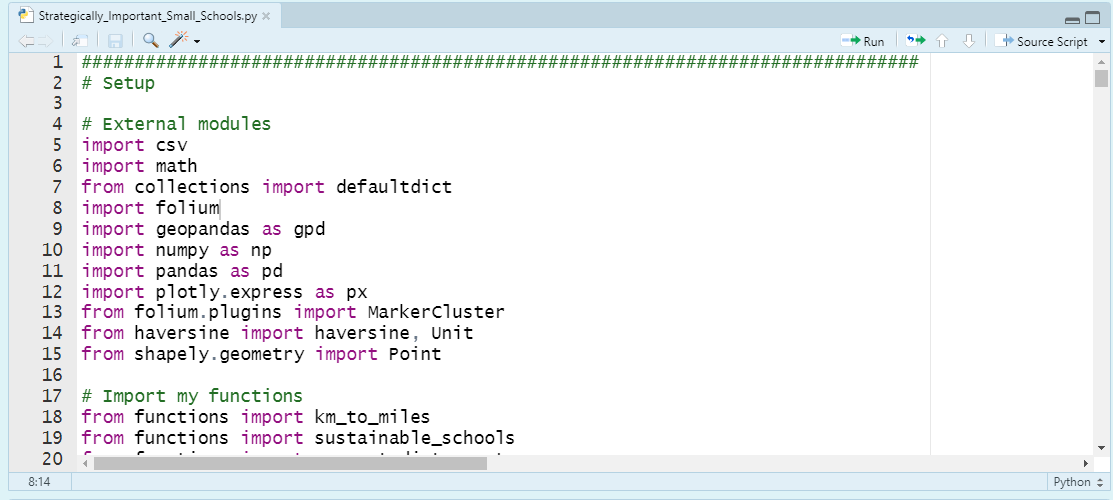 Strategically_Important_Small_Schools.py
Run
Source Script
1 ###############################################################################
2 # Setup
3
4 # External modules
5 import csv
6 import math
7 from collections import defaultdict
8 import folium
9 import geopandas as gpd
10 import numpy as np
11 import pandas as pd
12 import plotly.express as px
13 from folium.plugins import MarkerCluster
14 from haversine import haversine, Unit
15 from shapely.geometry import Point
16
17 # Import my functions
18 from functions import km_to_miles
19 from functions import sustainable_schools
20
8:14
Python